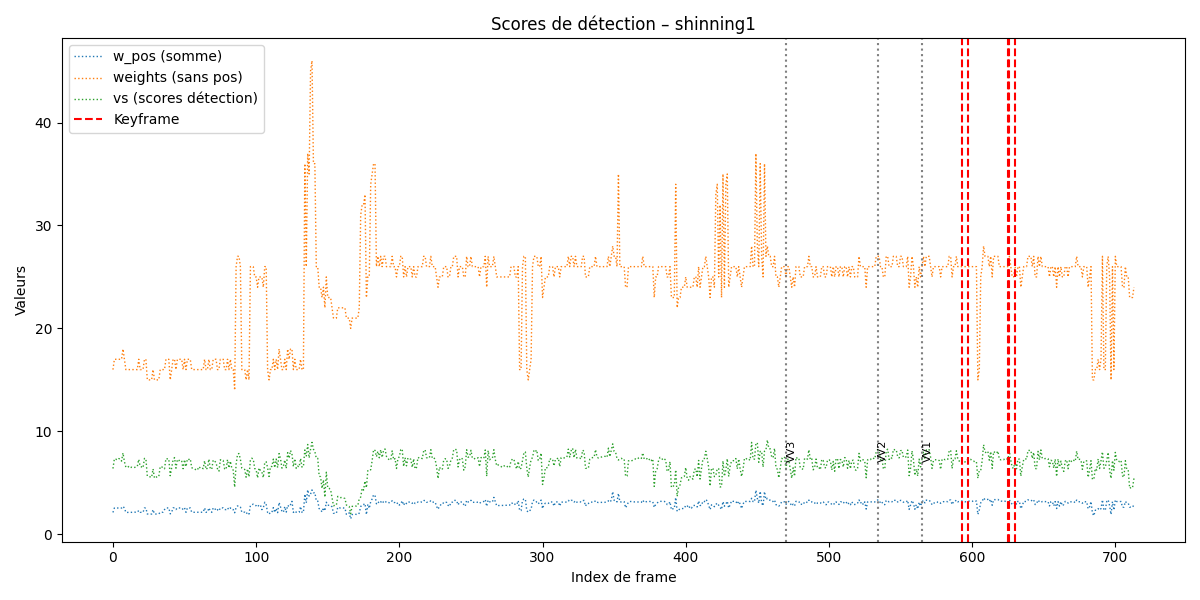 Scores de détection – shinning1
w_pos (somme)
weights (sans pos)
vs (scores détection)
Keyframe
Valeurs
40
30
20
10
0
VV3
VV2
VV1
0 100 200 300 400 500 600 700
Index de frame